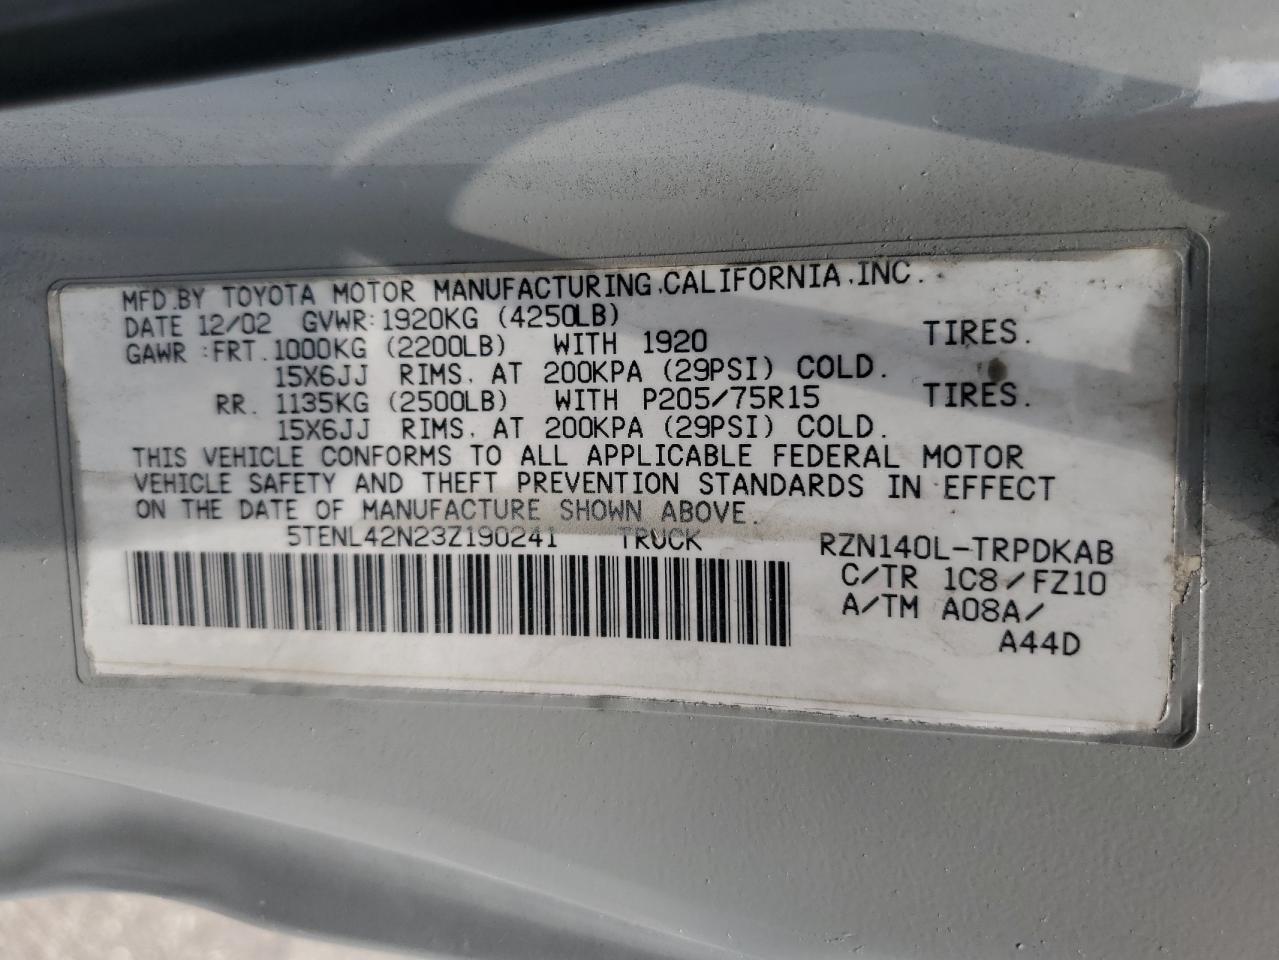 MFD.BY TOYOTA MOTOR MANUFACTURING,CALIFORNIA,INC.
DATE 12/02 GVWR:1920KG (4250LB)
GAWR :FRT.1000KG (2200LB) WITH 1920 TIRES.
15X6JJ RIMS, AT 200KPA (29PSI) COLD.
RR. 1135KG (2500LB) WITH P205/75R15 TIRES.
15X6JJ RIMS, AT 200KPA (29PSI) COLD.
THIS VEHICLE CONFORMS TO ALL APPLICABLE FEDERAL MOTOR
VEHICLE SAFETY AND THEFT PREVENTION STANDARDS IN EFFECT
ON THE DATE OF MANUFACTURE SHOWN ABOVE.
5TENL42N23Z190241 TRUCK RZN140L-TRPDKAB
C/TR 1C8/FZ10
A/TM A08A/
A44D